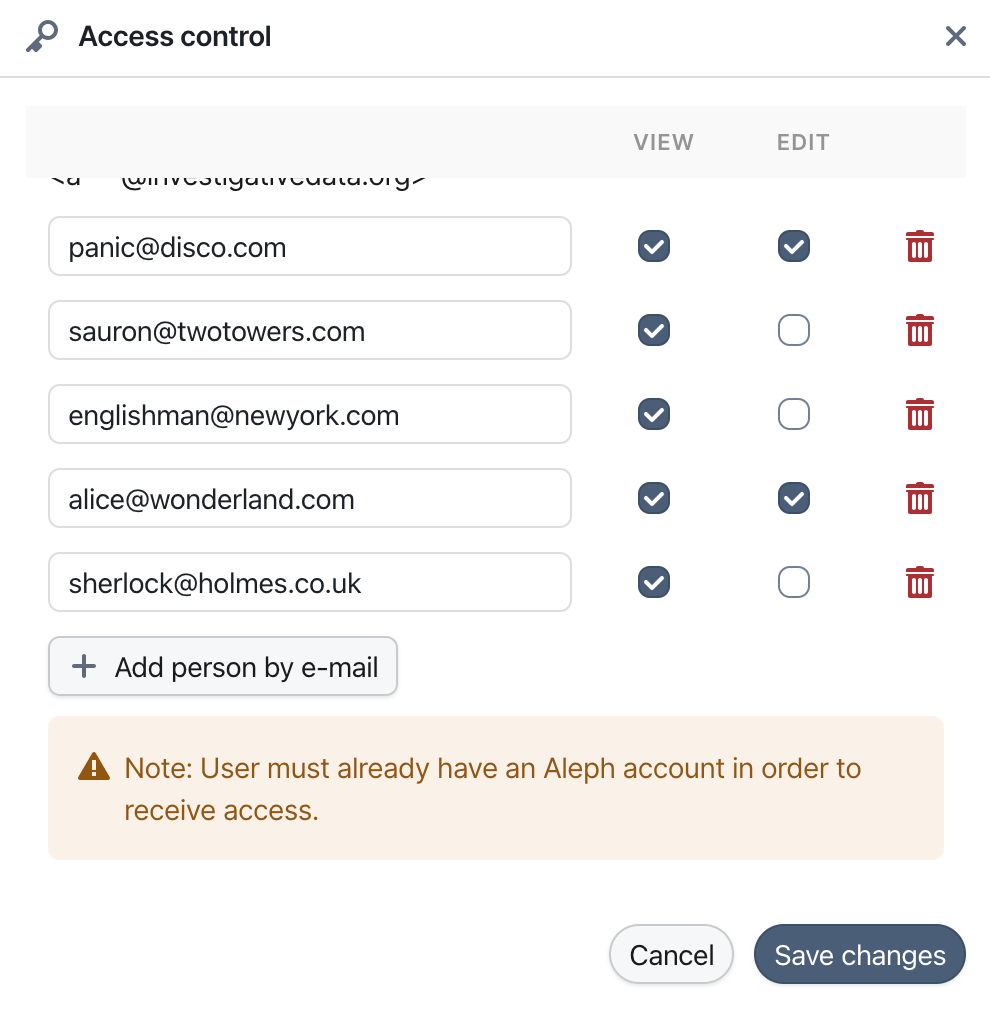 Access control
VIEW EDIT
@investigativedata.org>
panic@disco.com
sauron@twotowers.com
englishman@newyork.com
alice@wonderland.com
sherlock@holmes.co.uk
Add person by e-mail
Note: User must already have an Aleph account in order to
receive access.
Cancel Save changes